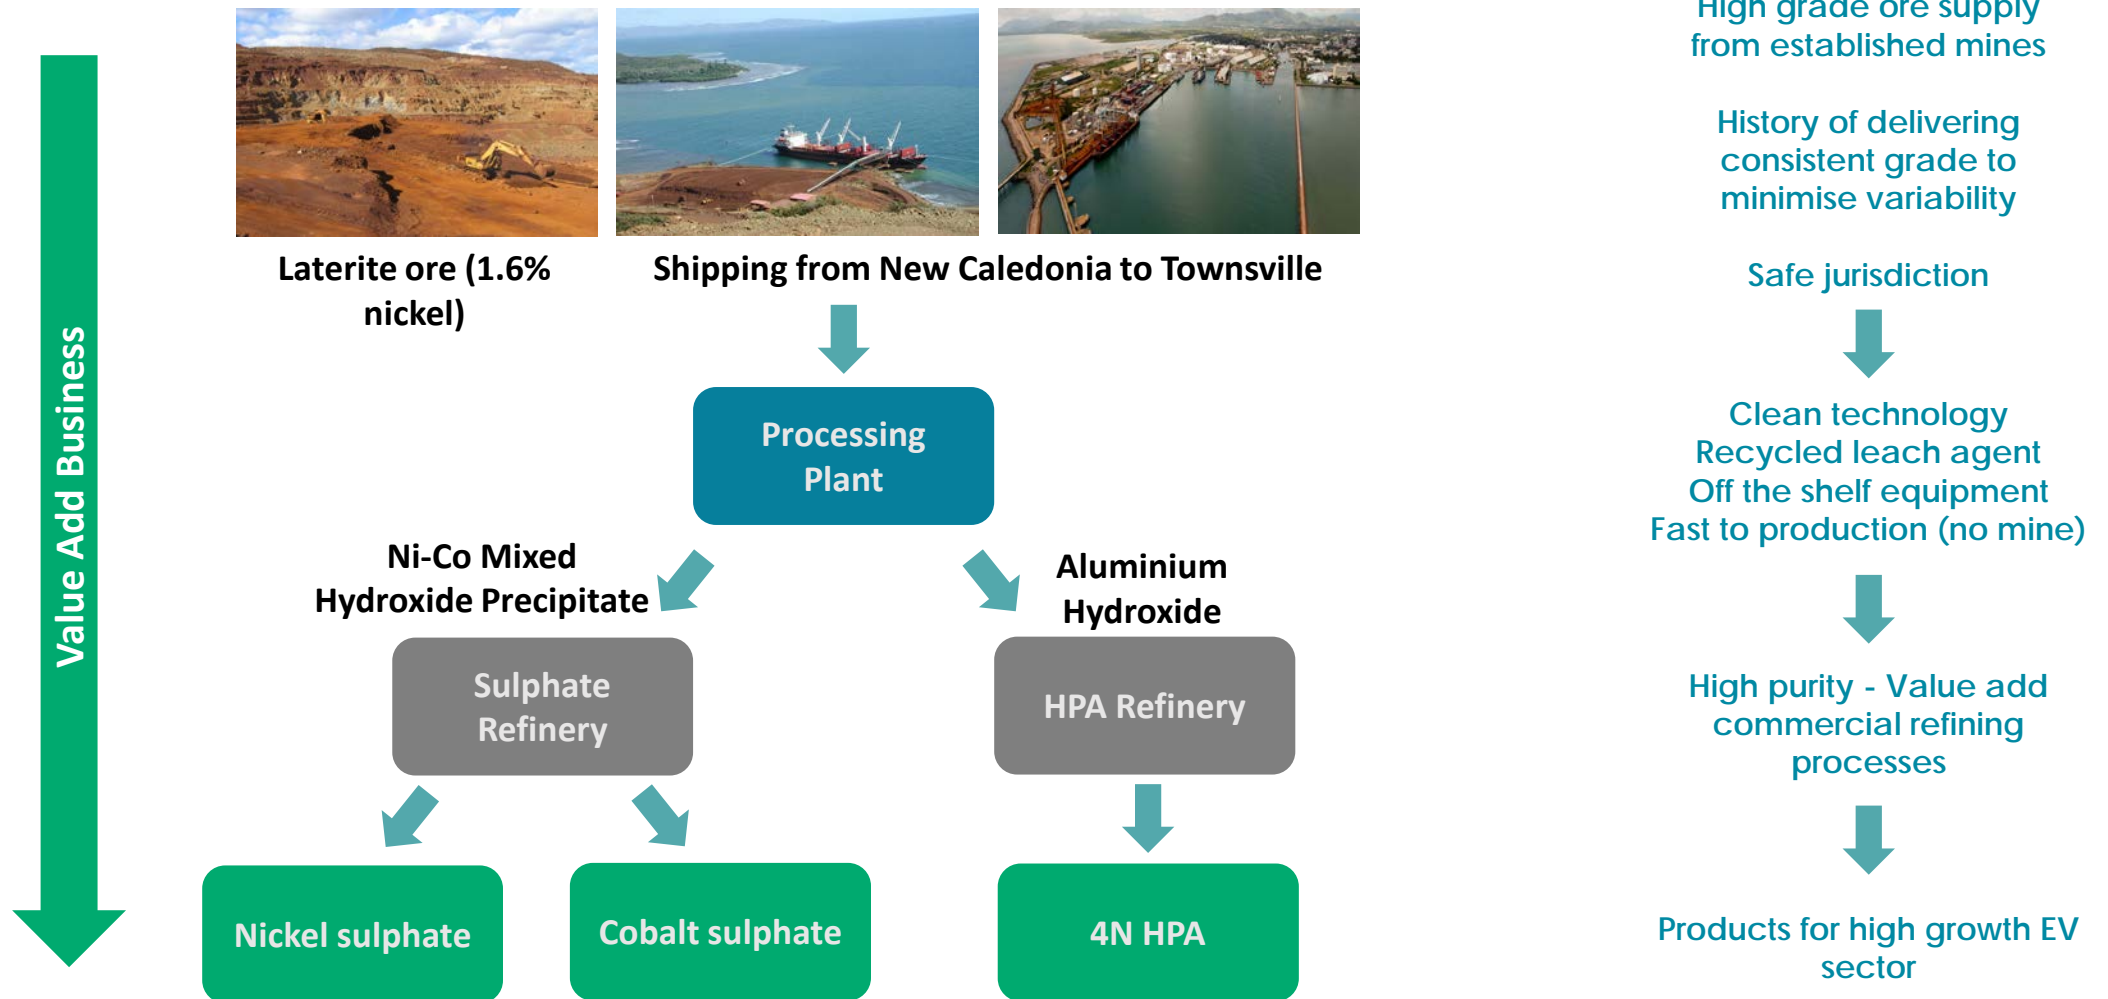 Value Add Business
Laterite ore (1.6%
nickel)
Shipping from New Caledonia to Townsville
Processing
Plant
Ni-Co Mixed
Hydroxide Precipitate
Aluminium
Hydroxide
Sulphate
Refinery
HPA Refinery
Nickel sulphate
Cobalt sulphate
4N HPA
High grade ore supply
from established mines
History of delivering
consistent grade to
minimise variability
Safe jurisdiction
Clean technology
Recycled leach agent
Off the shelf equipment
Fast to production (no mine)
High purity - Value add
commercial refining
processes
Products for high growth EV
sector